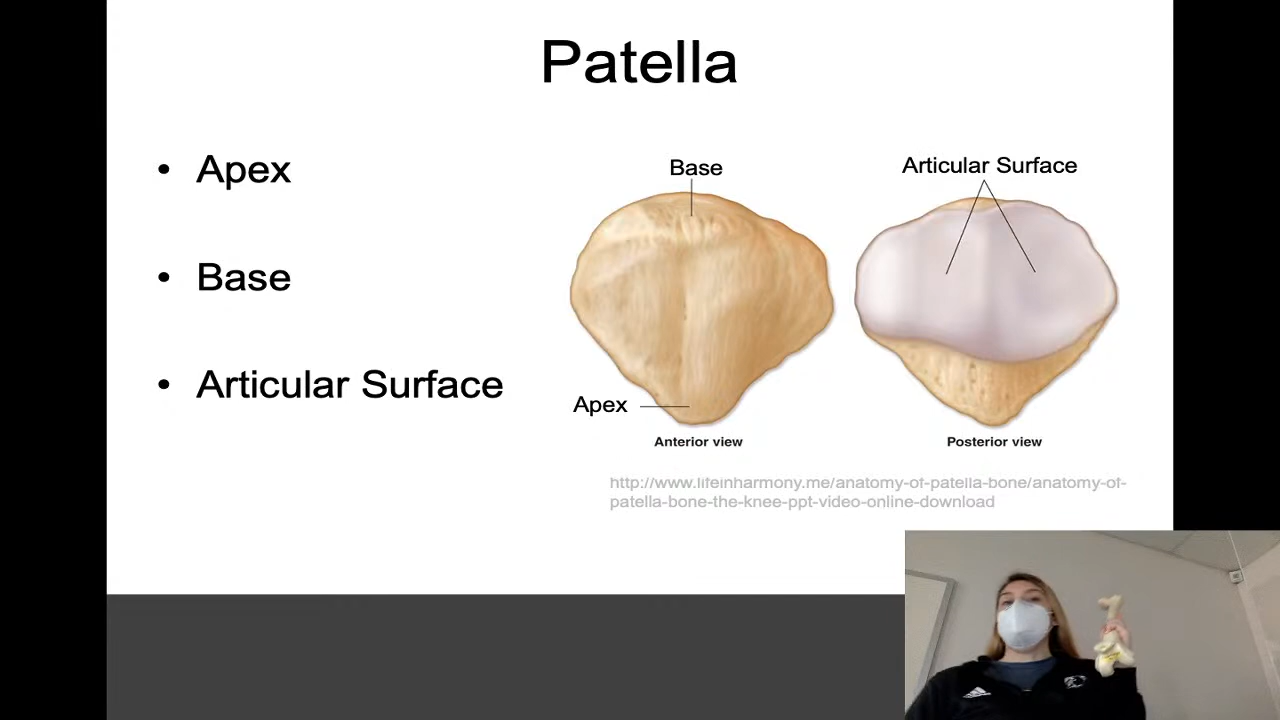 Patella
• Apex
• Base
• Articular Surface
Base
Articular Surface
Apex
Anterior view
Posterior view
http://www.lifeinharmony.me/anatomy-of-patella-bone/anatomy-of-
patella-bone-the-knee-ppt-video-online-download